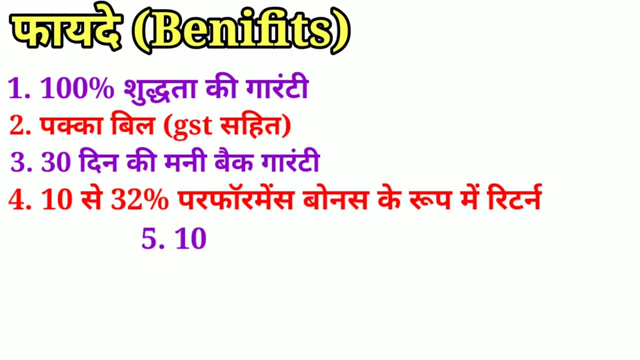 फायदे (Benifits)
1. 100% शुद्धता की गारंटी
2. पक्का बिल (gst सहित)
3. 30 दिन की मनी बैक गारंटी
4. 10 से 32% परफॉरमेंस बोनस के रूप में रिटर्न
5. 10